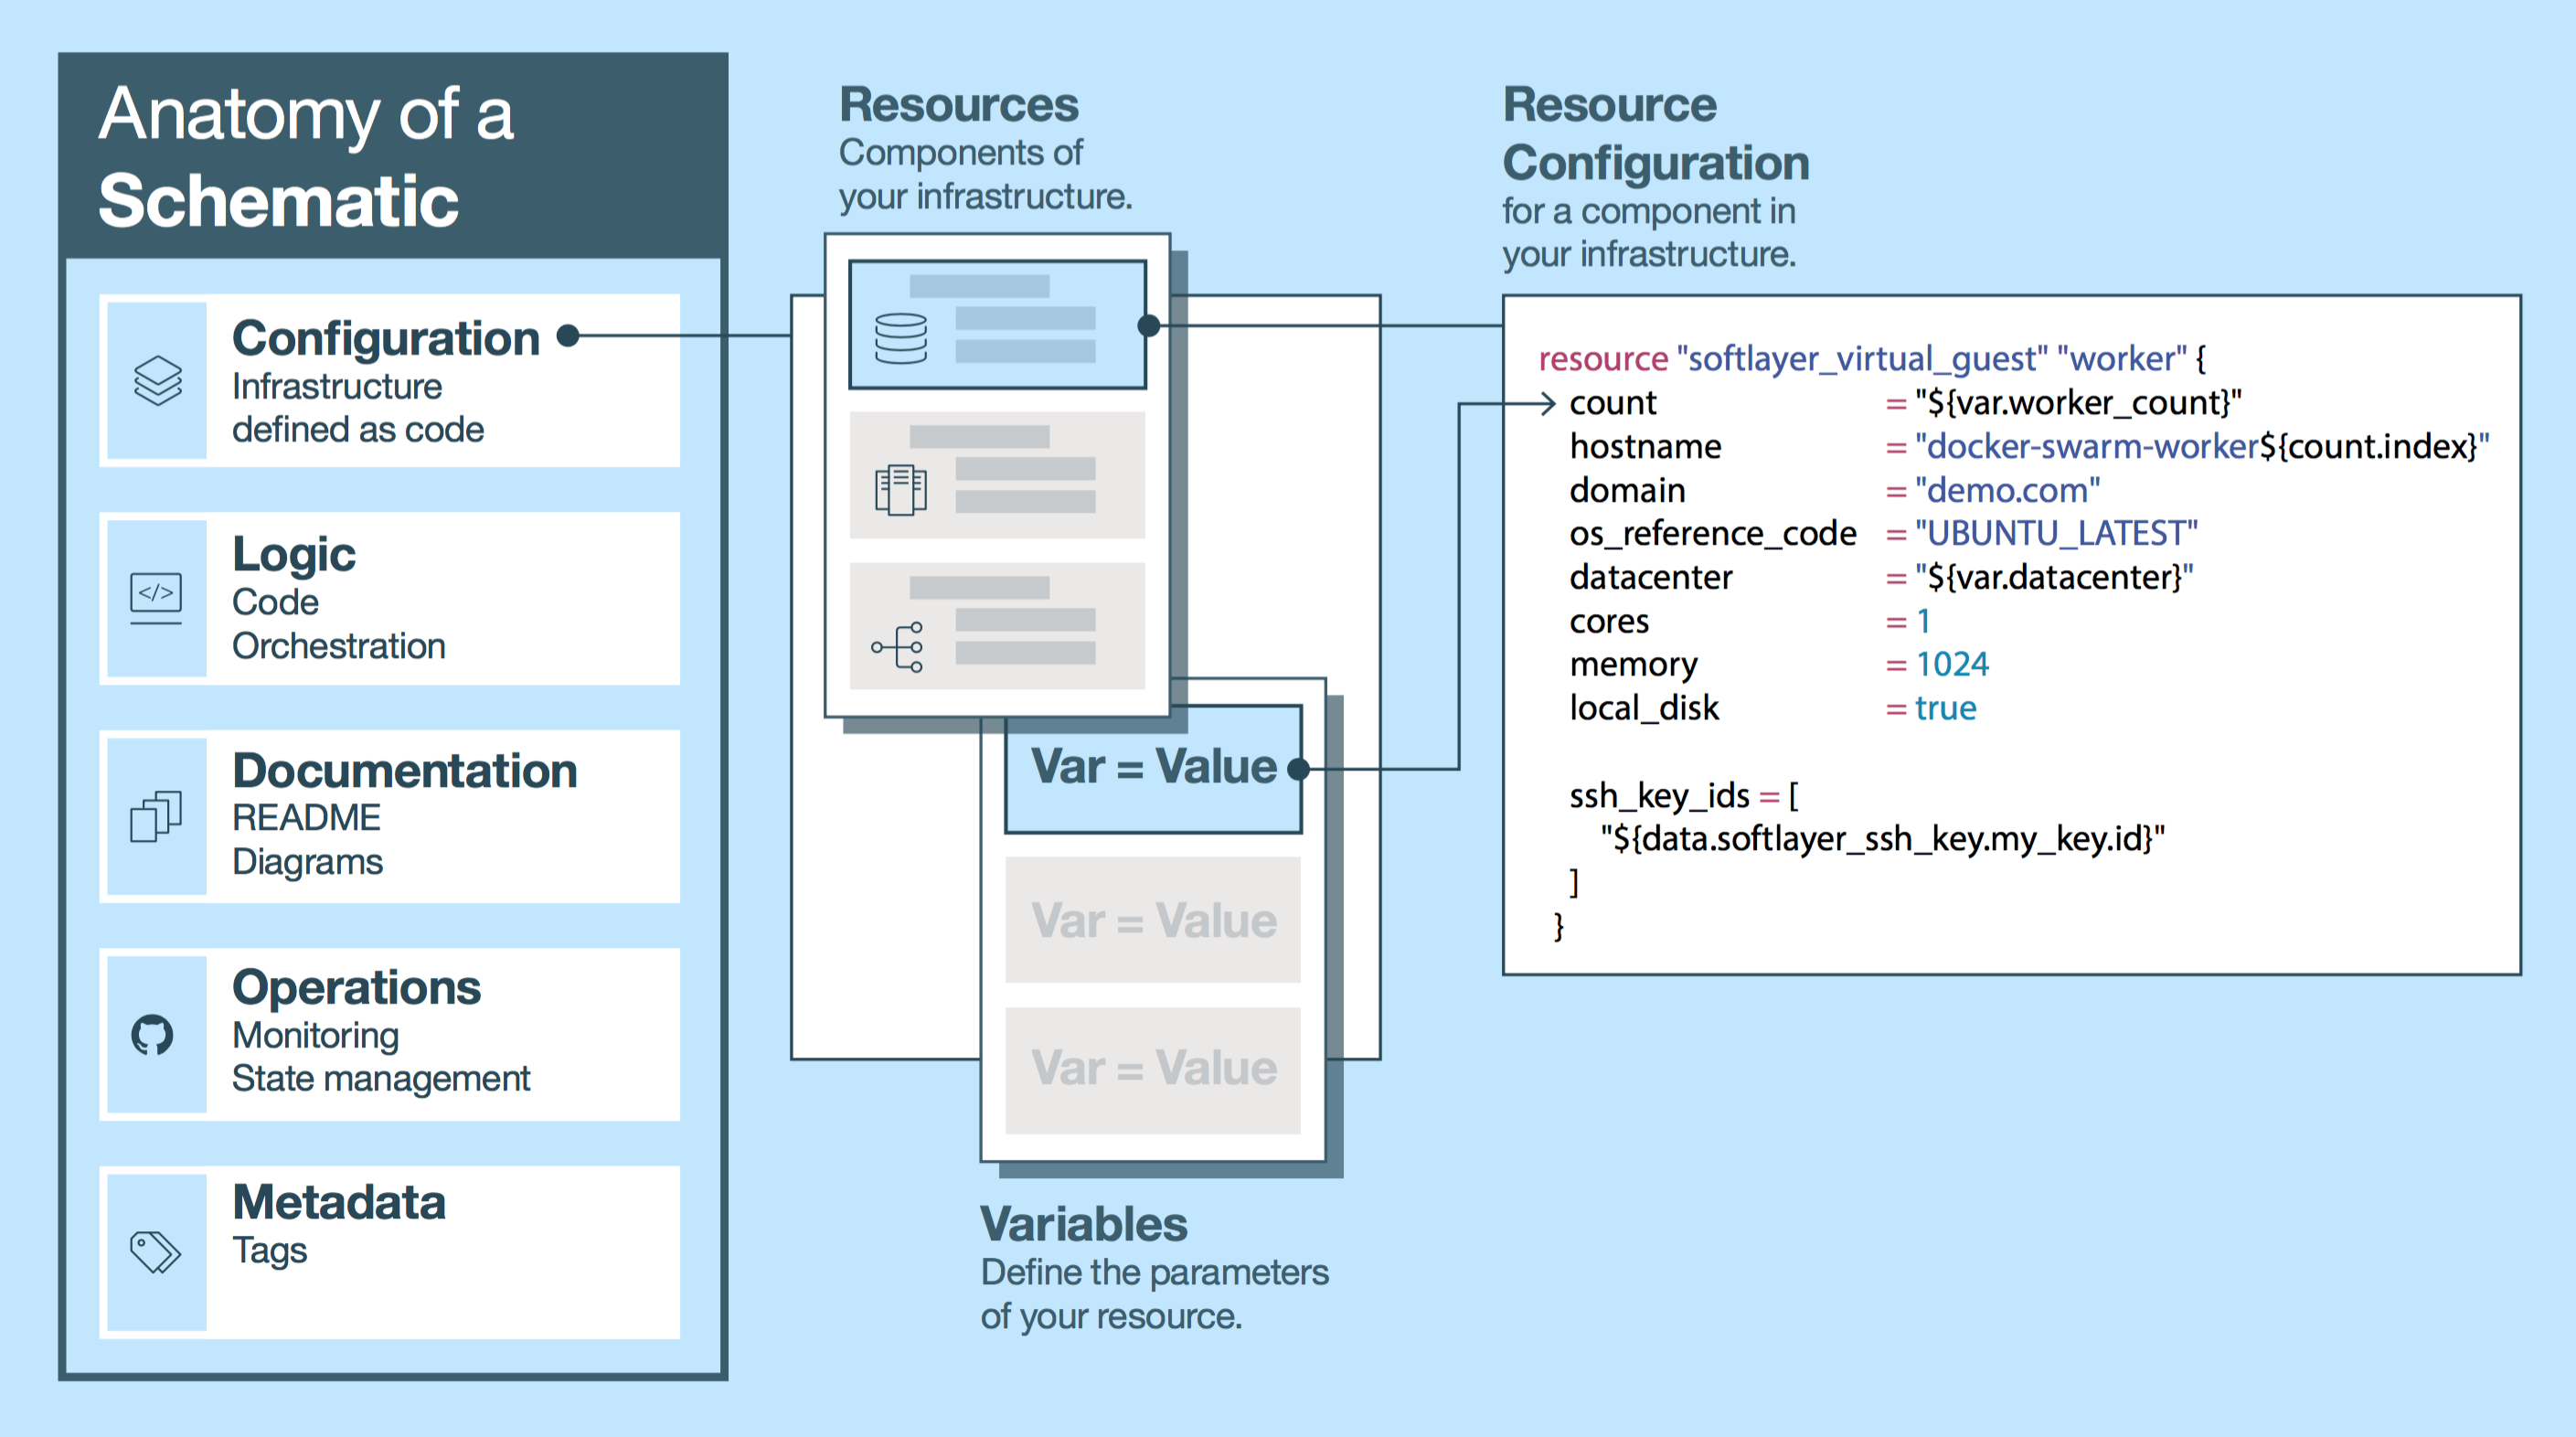 Anatomy of a
Schematic
Configuration
Infrastructure
defined as code
Logic
Code
Orchestration
Documentation
README
Diagrams
Operations
Monitoring
State management
Metadata
Tags
Resources
Components of
your infrastructure.
</>
Var = Value
Var = Value
Var = Value
Variables
Define the parameters
of your resource.
Resource
Configuration
for a component in
your infrastructure.
resource "softlayer_virtual_guest" "worker" {
count = "${var.worker_count}"
hostname = "docker-swarm-worker${count.index}"
domain = "demo.com"
os_reference_code = "UBUNTU_LATEST"
datacenter = "${var.datacenter}"
cores = 1
memory = 1024
local_disk = true
ssh_key_ids = [
"${data.softlayer_ssh_key.my_key.id}"
]
}